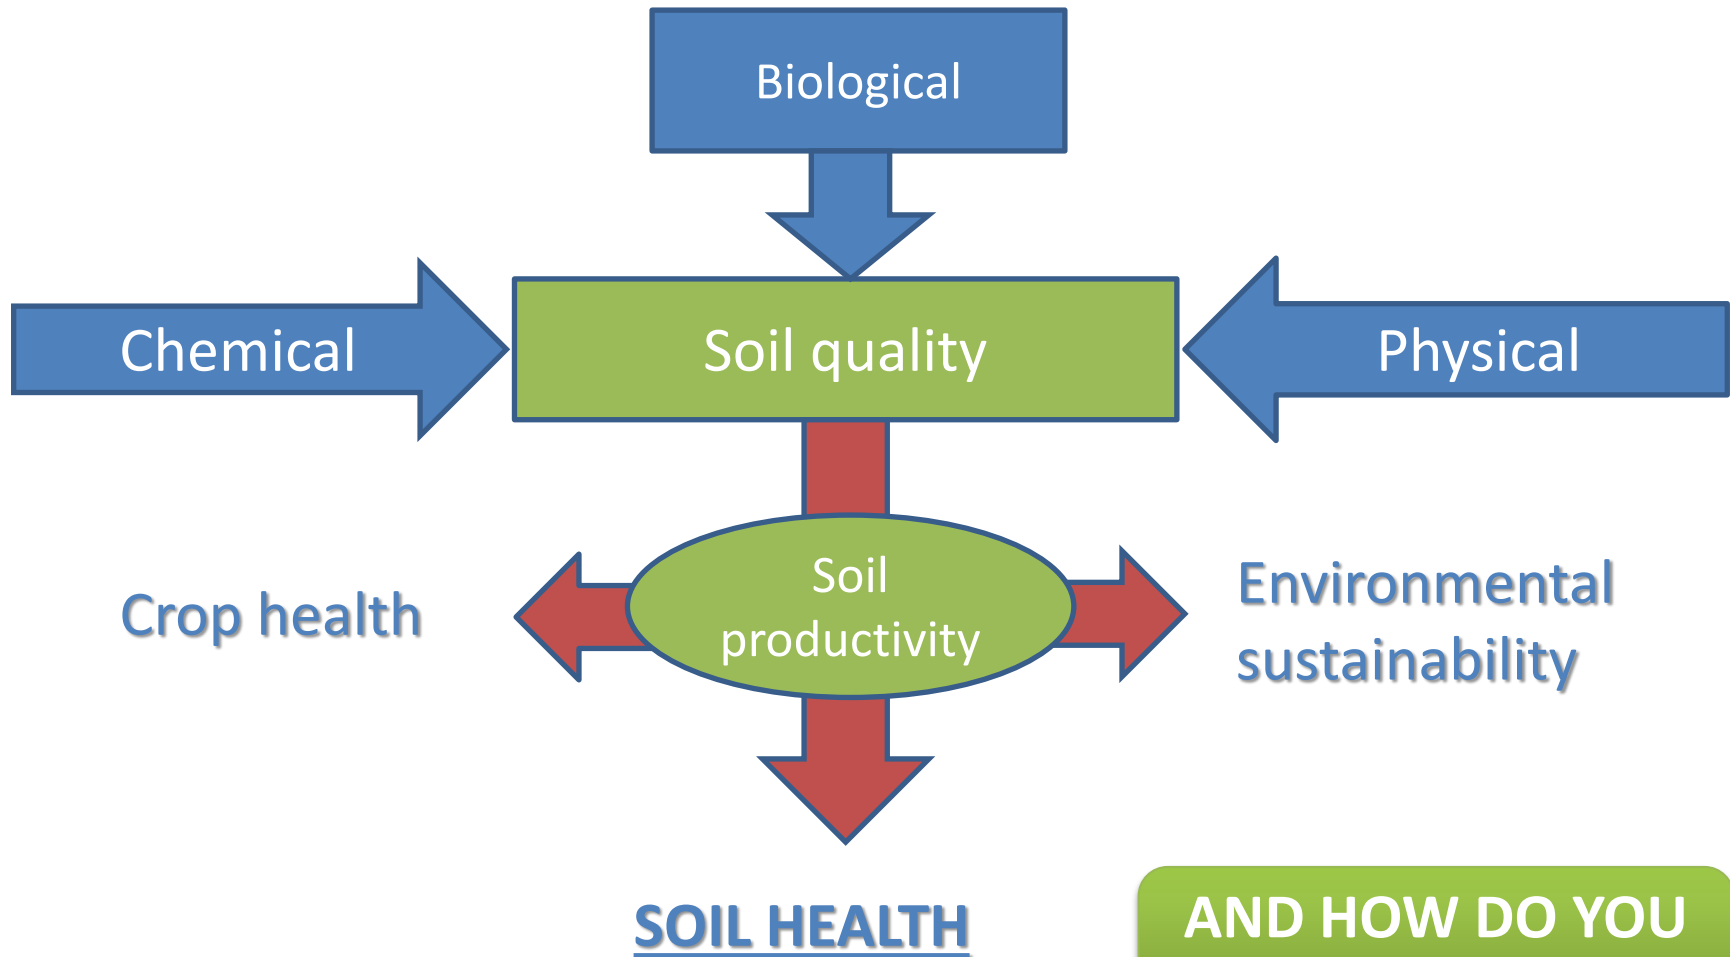 Biological
Chemical
Soil quality
Physical
Crop health
Soil
productivity
Environmental
sustainability
SOIL HEALTH
AND HOW DO YOU